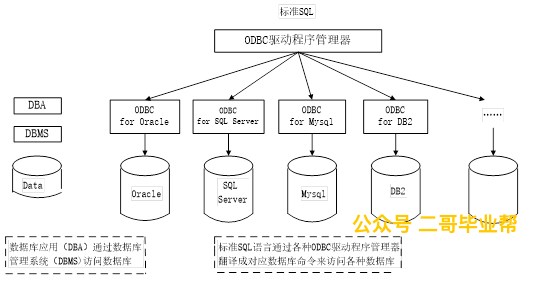 标准SQL
ODBC驱动程序管理器
DBA
DBMS
Data
ODBC
for Oracle
ODBC
for SQL Server
ODBC
for Mysql
ODBC
for DB2
……
Oracle
SQL
Server
Mysql
DB2
公众号 二哥毕业帮
数据库应用（DBA）通过数据库
管理系统（DBMS)访问数据库
标准SQL语言通过各种ODBC驱动程序管理器
翻译成对应数据库命令来访问各种数据库